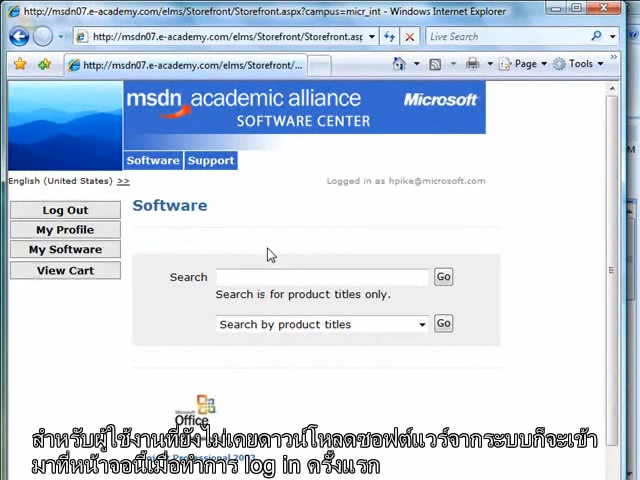 http://msdn07.e-academy.com/elms/Storefront/Storefront.aspx?campus=micr_int - Windows Internet Explorer
http://msdn07.e-academy.com/elms/Storefront/Storefront.asp
Live Search
http://msdn07.e-academy.com/elms/Storefront/...
Page
Tools
msdn academic alliance
Microsoft
SOFTWARE CENTER
Software
Support
English (United States) >>
Logged in as hpike@microsoft.com
Log Out
My Profile
My Software
View Cart
Software
Search
Go
Search is for product titles only.
Search by product titles
Go
Microsoft
Office
สำหรับผู้ใช้งานที่ยังไม่เคยดาวน์โหลดซอฟต์แวร์จากระบบก็จะเข้า
มาที่หน้าจอนี้เมื่อทำการ log in ครั้งแรก